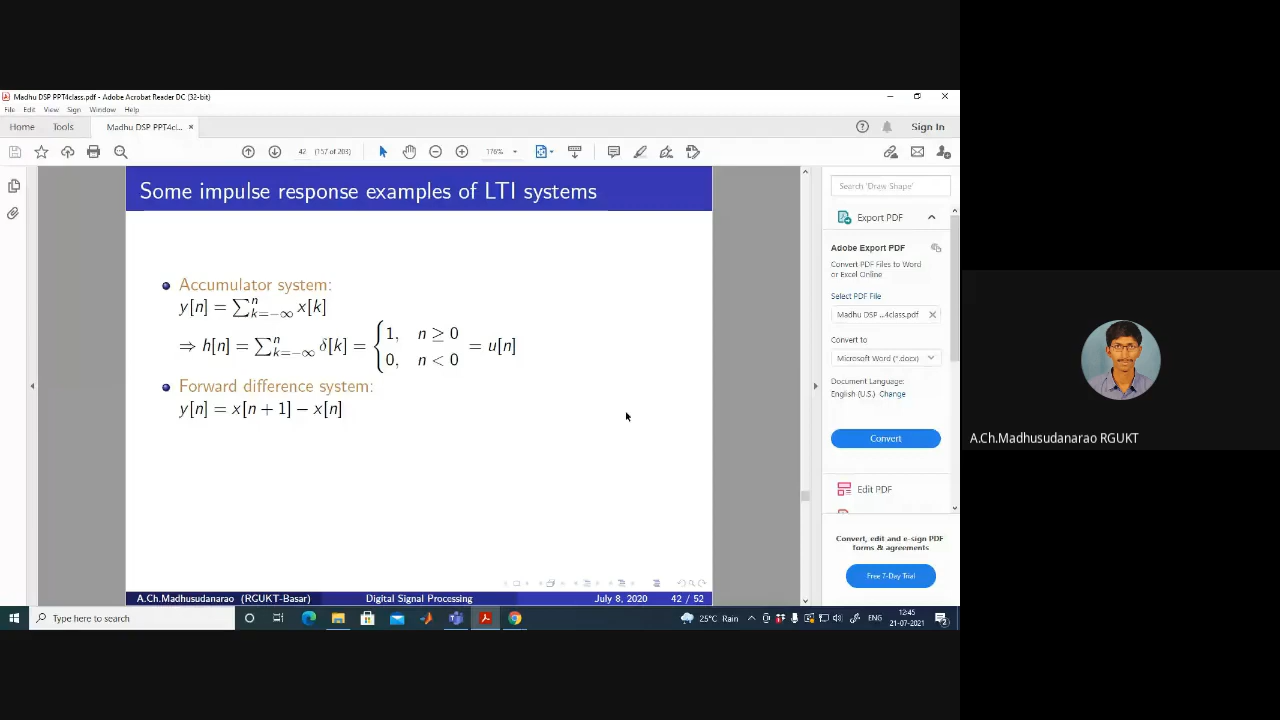 Madhu DSP PPT4class.pdf - Adobe Acrobat Reader DC (32-bit)
File Edit View Sign Window Help
Home Tools Madhu DSP PPT4cl... × Sign In
42 (157 of 203) 176%
Some impulse response examples of LTI systems
Accumulator system:
y[n] = ∑ⁿₖ₌₋∞ x[k]
⇒ h[n] = ∑ⁿₖ₌₋∞ δ[k] = { 1, n ≥ 0
0, n < 0 = u[n]
Forward difference system:
y[n] = x[n + 1] − x[n]
A.Ch.Madhusudanarao (RGUKT-Basar) Digital Signal Processing July 8, 2020 42 / 52
Search 'Draw Shape'
Export PDF
Adobe Export PDF
Convert PDF Files to Word
or Excel Online
Select PDF File
Madhu DSP ...4class.pdf ×
Convert to
Microsoft Word (*.docx)
Document Language:
English (U.S.) Change
Convert
Edit PDF
Convert, edit and e-sign PDF
forms & agreements
Free 7-Day Trial
Type here to search
25°C Rain ENG 12:45
21-07-2021 2
A.Ch.Madhusudanarao RGUKT